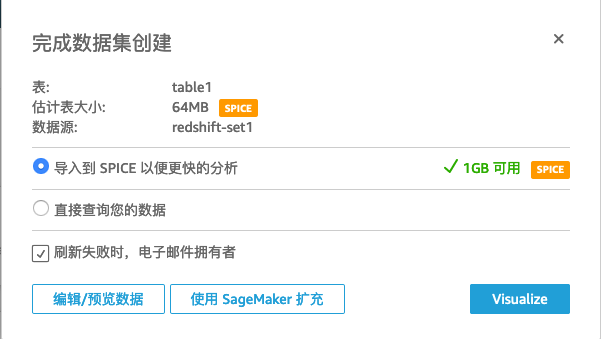 完成数据集创建
表: table1
估计表大小: 64MB SPICE
数据源: redshift-set1
导入到 SPICE 以便更快的分析 1GB 可用 SPICE
直接查询您的数据
刷新失败时，电子邮件拥有者
编辑/预览数据 使用 SageMaker 扩充 Visualize